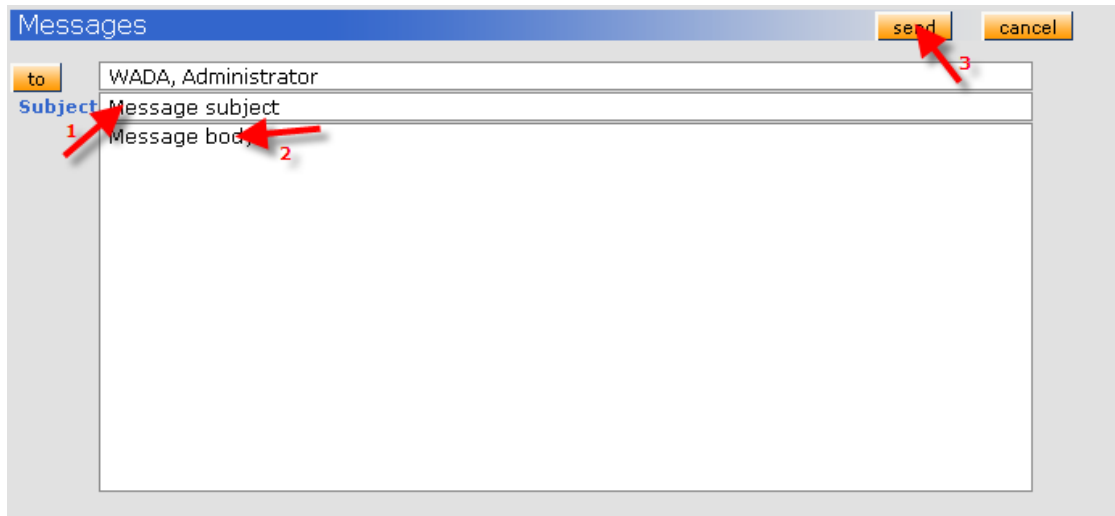 Messages send cancel
3
to WADA, Administrator
Subject Message subject
1
Message body
2